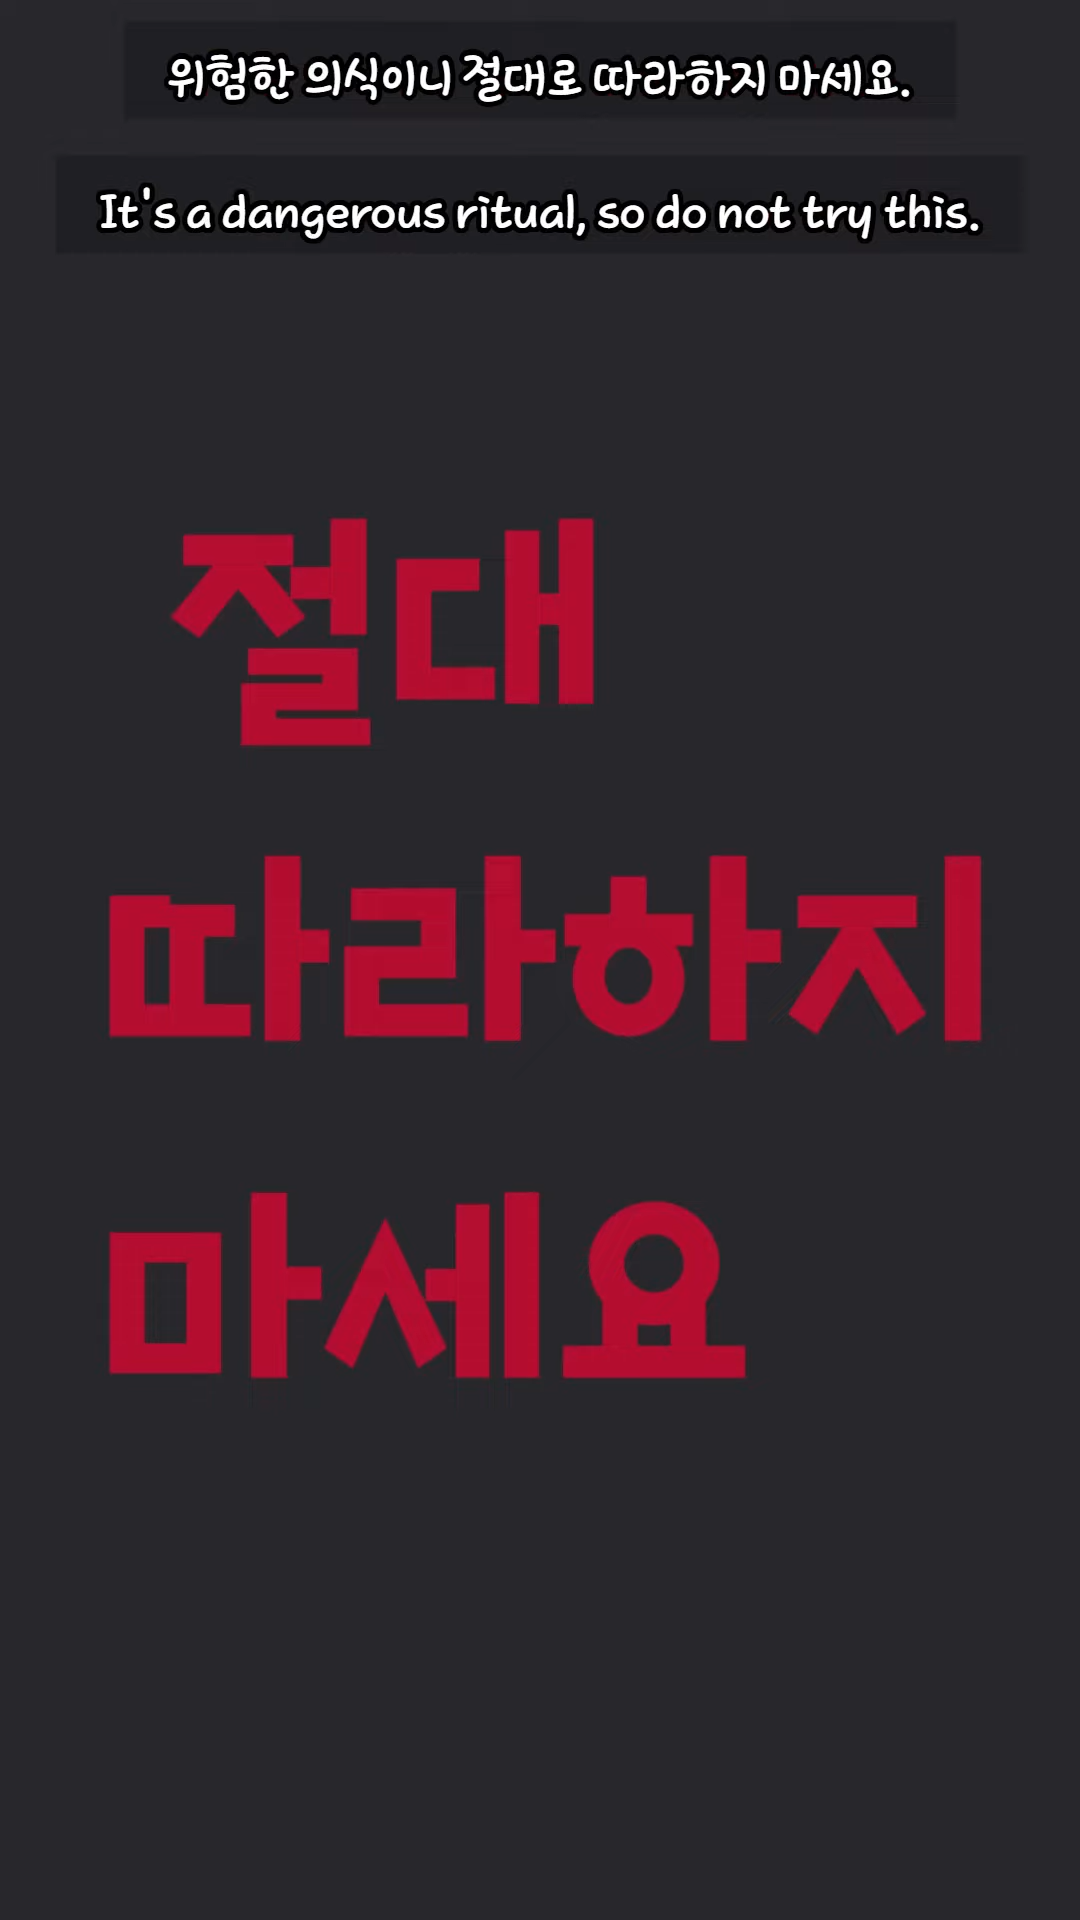 위험한 의식이니 절대로 따라하지 마세요.
It's a dangerous ritual, so do not try this.
절대
따라하지
마세요